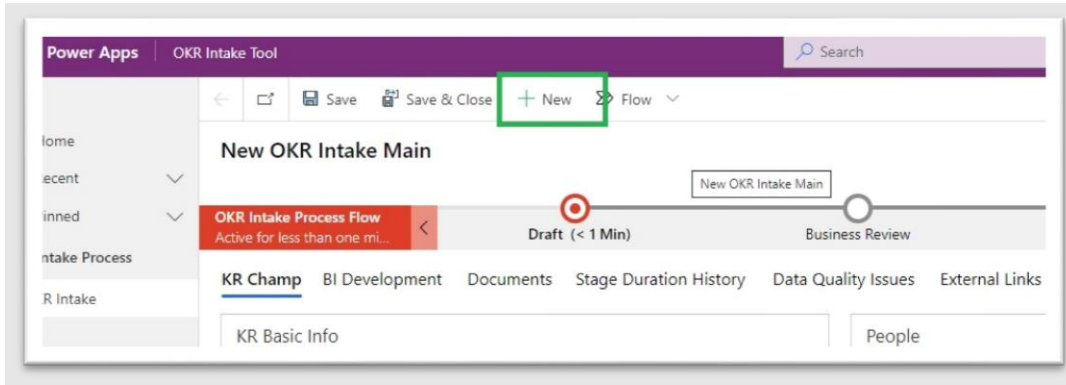 Power Apps OKR Intake Tool Search
Save Save & Close + New Flow
ome
New OKR Intake Main
ecent
New OKR Intake Main
inned
OKR Intake Process Flow
Active for less than one mi...
Draft (< 1 Min) Business Review
ntake Process
KR Champ BI Development Documents Stage Duration History Data Quality Issues External Links
R Intake
KR Basic Info People